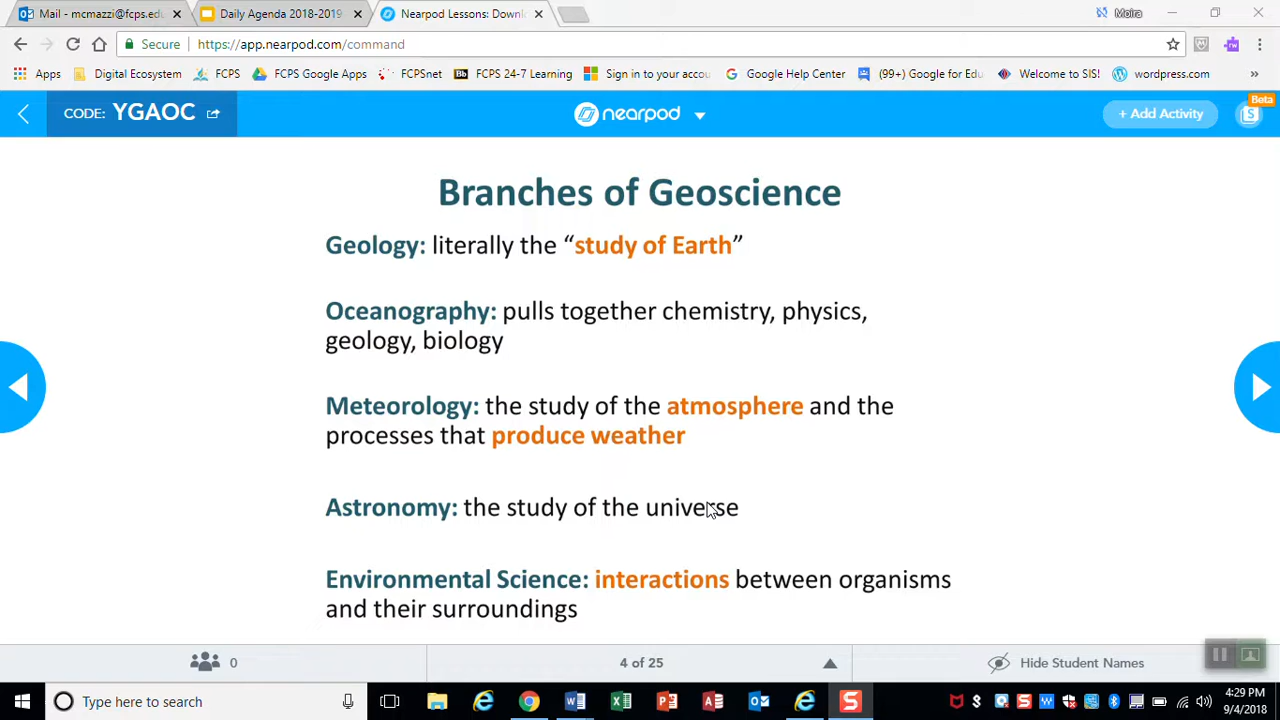 Mail - mcmazzi@fcps.edu
Daily Agenda 2018-2019
Nearpod Lessons: Downl
Moira
Secure https://app.nearpod.com/command
Apps Digital Ecosystem FCPS FCPS Google Apps FCPSnet Bb FCPS 24-7 Learning Sign in to your accou Google Help Center (99+) Google for Edu Welcome to SIS! wordpress.com »
CODE: YGAOC nearpod + Add Activity S Beta
Branches of Geoscience
Geology: literally the “study of Earth”
Oceanography: pulls together chemistry, physics,
geology, biology
Meteorology: the study of the atmosphere and the
processes that produce weather
Astronomy: the study of the universe
Environmental Science: interactions between organisms
and their surroundings
0 4 of 25 Hide Student Names
Type here to search
4:29 PM
9/4/2018